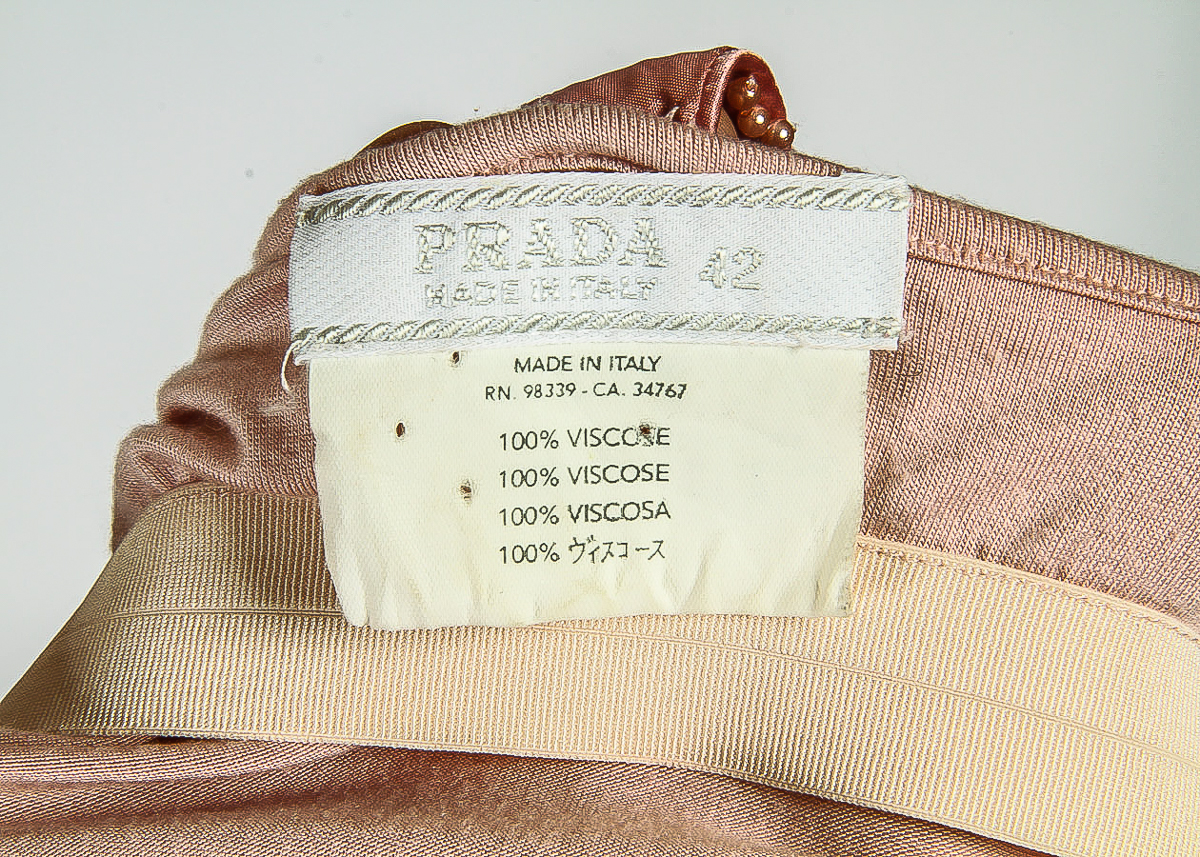 PRADA 42
MADE IN ITALY
MADE IN ITALY
RN. 98339 - CA. 34767
100% VISCOSE
100% VISCOSE
100% VISCOSA
100% ヴィスコース